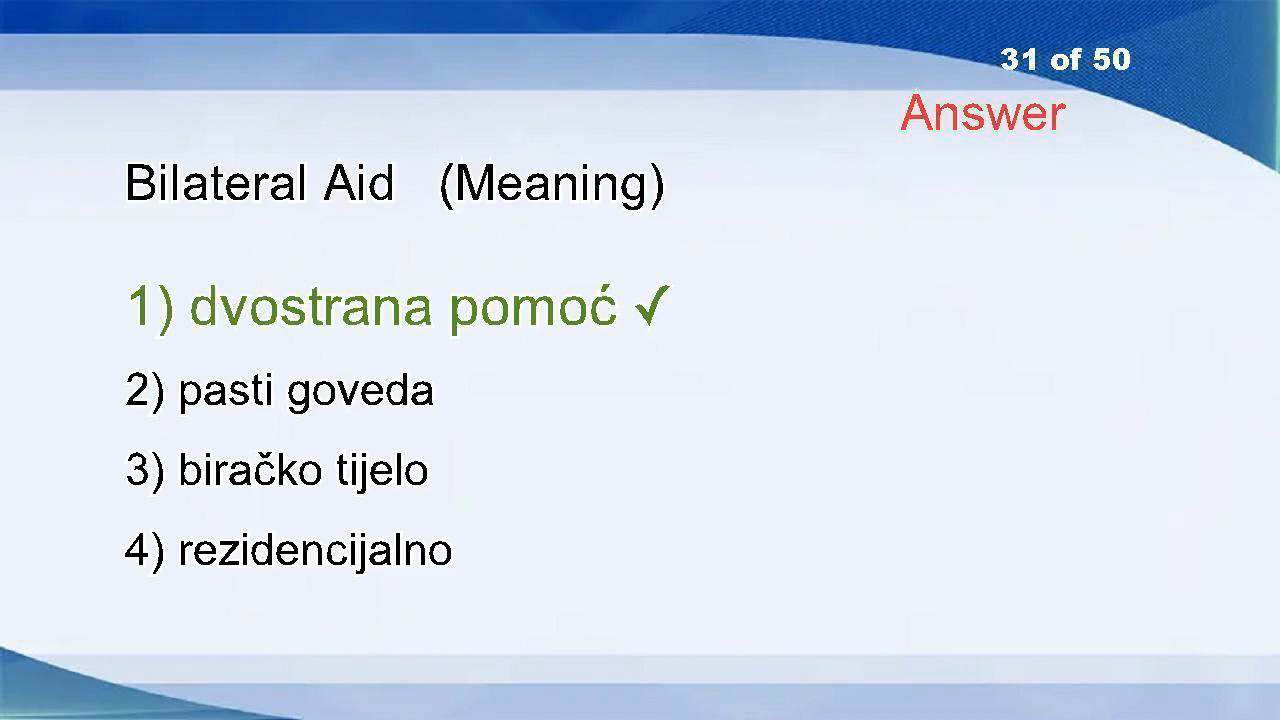 31 of 50
Answer
Bilateral Aid (Meaning)
1) dvostrana pomoć ✓
2) pasti goveda
3) biračko tijelo
4) rezidencijalno